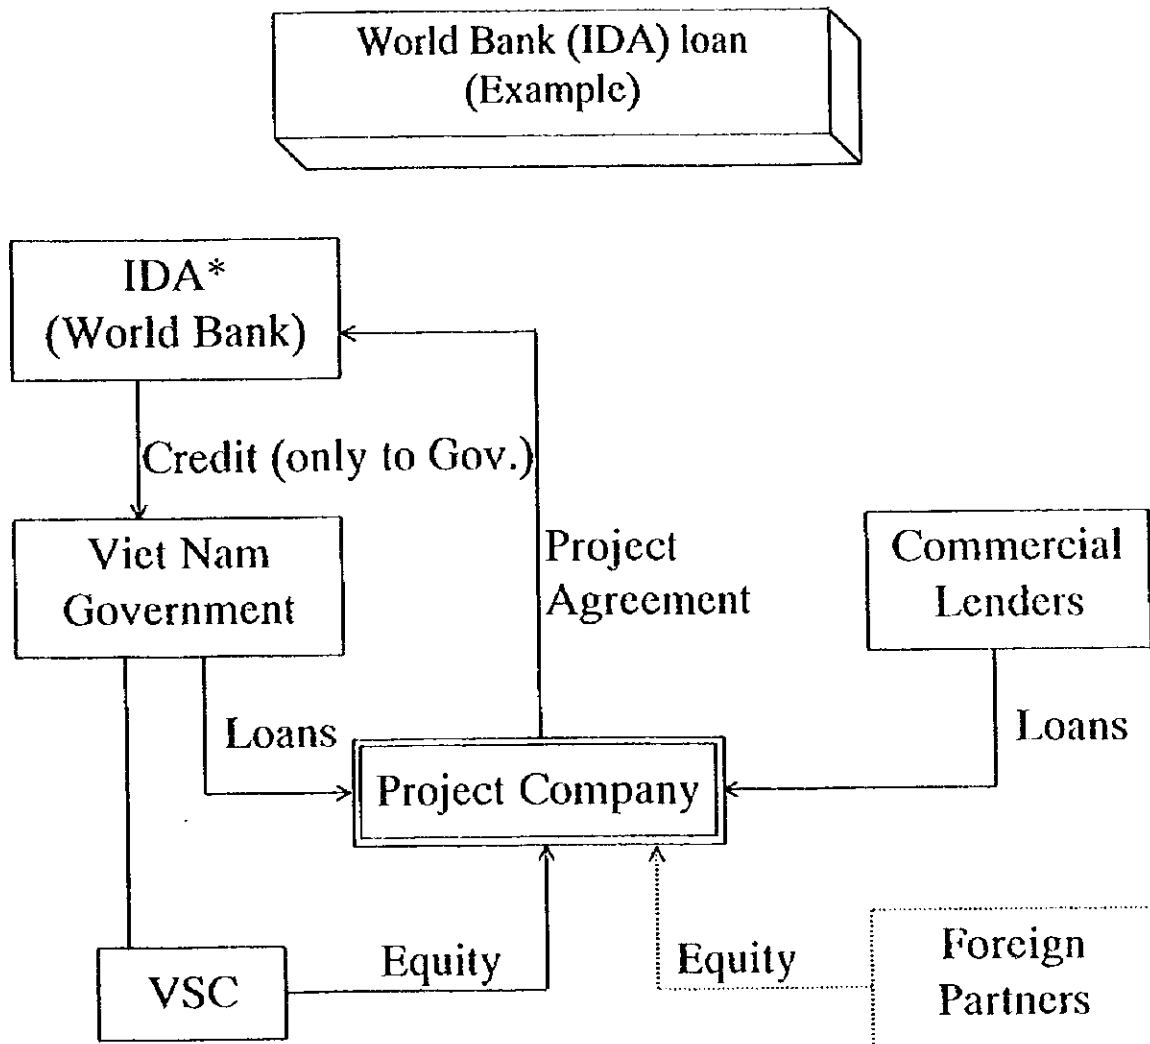 World Bank (IDA) loan
(Example)
IDA*
(World Bank)
Credit (only to Gov.)
Viet Nam
Government
Project
Agreement
Commercial
Lenders
Loans
Loans
Project Company
Equity
Equity
VSC
Foreign
Partners